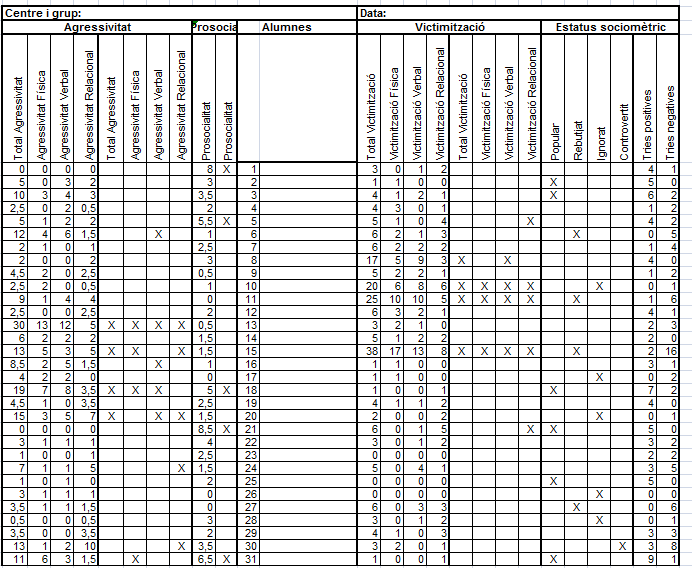 Centre i grup: Data:
Agressivitat Prosocia Alumnes Victimització Estatus sociomètric
Total Agressivitat Agressivitat Física Agressivitat Verbal Agressivitat Relacional Total Agressivitat Agressivitat Física Agressivitat Verbal Agressivitat Relacional Prosocialitat Prosocialitat Total Victimització Victimització Física Victimització Verbal Victimització Relacional Total Victimització Victimització Física Victimització Verbal Victimització Relacional Popular Rebutjat Ignorat Controvertit Tries positives Tries negatives
0 0 0 0 8 X 1 3 0 1 2 4 1
5 0 3 2 3 2 1 1 0 0 X 5 0
10 3 4 3 3,5 3 4 1 2 1 X 6 2
2,5 0 2 0,5 2 4 4 3 0 1 1 2
5 1 2 2 5,5 X 5 5 1 0 4 X 4 2
12 4 6 1,5 X 1 6 6 2 1 3 X 0 5
2 1 0 1 2,5 7 6 2 2 2 1 4
2 0 0 2 3 8 17 5 9 3 X X 4 0
4,5 2 0 2,5 0,5 9 5 2 2 1 1 2
2,5 2 0 0,5 1 10 20 6 8 6 X X X X X 0 1
9 1 4 4 0 11 25 10 10 5 X X X X X 1 6
2,5 0 0 2,5 2 12 6 3 2 1 4 1
30 13 12 5 X X X X 0,5 13 3 2 1 0 2 3
6 2 2 2 1,5 14 5 1 2 2 2 2
13 5 3 5 X X X 1,5 15 38 17 13 8 X X X X X 2 16
8,5 2 5 1,5 X 1 16 1 1 0 0 3 1
4 2 2 0 0 17 1 1 0 0 X 0 2
19 7 8 3,5 X X X 5 X 18 1 0 0 1 X 7 2
4,5 1 0 3,5 2,5 19 4 1 1 2 4 0
15 3 5 7 X X X 1,5 20 2 0 0 2 X 0 1
0 0 0 0 8,5 X 21 6 0 1 5 X X 5 0
3 1 1 1 4 22 3 0 1 2 3 2
1 0 0 1 2,5 23 0 0 0 0 2 2
7 1 1 5 X 1,5 24 5 0 4 1 3 5
1 0 1 0 2 25 0 0 0 0 X 5 0
3 1 1 1 0 26 0 0 0 0 X 0 0
3,5 1 1 1,5 0 27 6 0 3 3 X 0 6
0,5 0 0 0,5 3 28 3 0 1 2 X 0 1
3,5 0 0 3,5 2 29 4 1 0 3 3 3
13 1 2 10 X 3,5 30 3 2 0 1 X 3 8
11 6 3 1,5 X 6,5 X 31 1 0 0 1 X 9 1